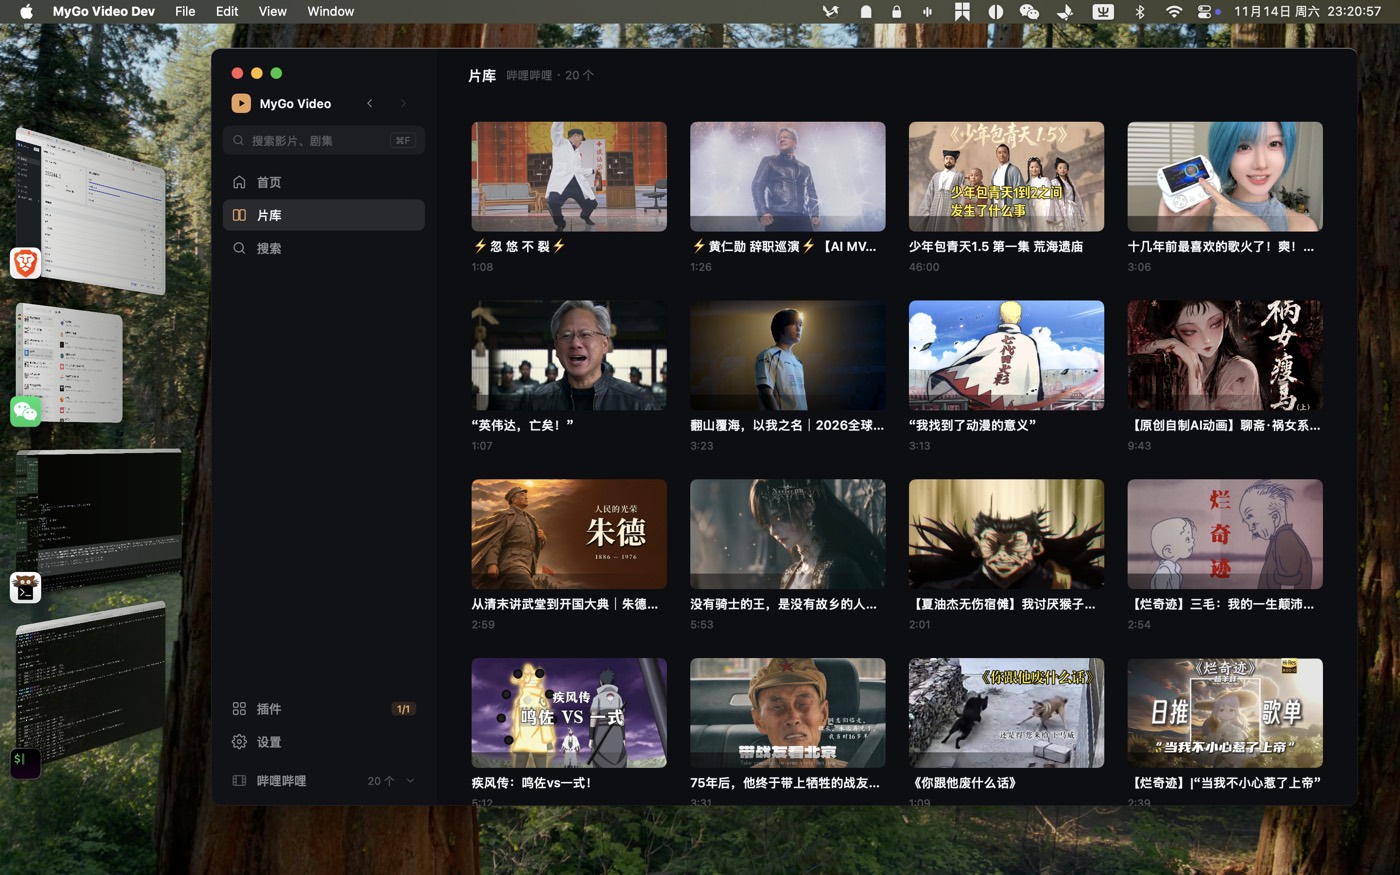 MyGo Video Dev File Edit View Window
11月14日 周六 23:20:57
MyGo Video
搜索影片、剧集 ⌘F
首页
片库
搜索
插件 1/1
设置
哔哩哔哩 20 个
片库 哔哩哔哩 · 20 个
⚡忽 悠 不 裂⚡
1:08
⚡黄仁勋 辞职巡演⚡【AI MV...
1:26
《少年包青天1.5》
少年包青天1到2之间
发生了什么事
少年包青天1.5 第一集 荒海遗庙
46:00
十几年前最喜欢的歌火了！奭！...
3:06
“英伟达，亡矣！”
1:07
翻山覆海，以我之名｜2026全球...
3:23
七代目火影
“我找到了动漫的意义”
3:13
祸女瘦马
(上)
【原创自制AI动画】聊斋·祸女系...
9:43
人民的光荣
朱德
1886 — 1976
从清末讲武堂到开国大典｜朱德...
2:59
没有骑士的王，是没有故乡的人...
5:53
【夏油杰无伤宿傩】我讨厌猴子...
2:01
烂奇迹
【烂奇迹】三毛：我的一生颠沛...
2:54
疾风传
鸣佐 VS 一式
疾风传：鸣佐vs一式！
5:12
带战友看北京
75年后，他终于带上牺牲的战友...
3:31
《你跟他废什么话》
《你跟他废什么话》
1:09
《烂奇迹》
Hi-Res
日推 歌单
“当我不小心惹了上帝”
【烂奇迹】|“当我不小心惹了上帝”
2:39